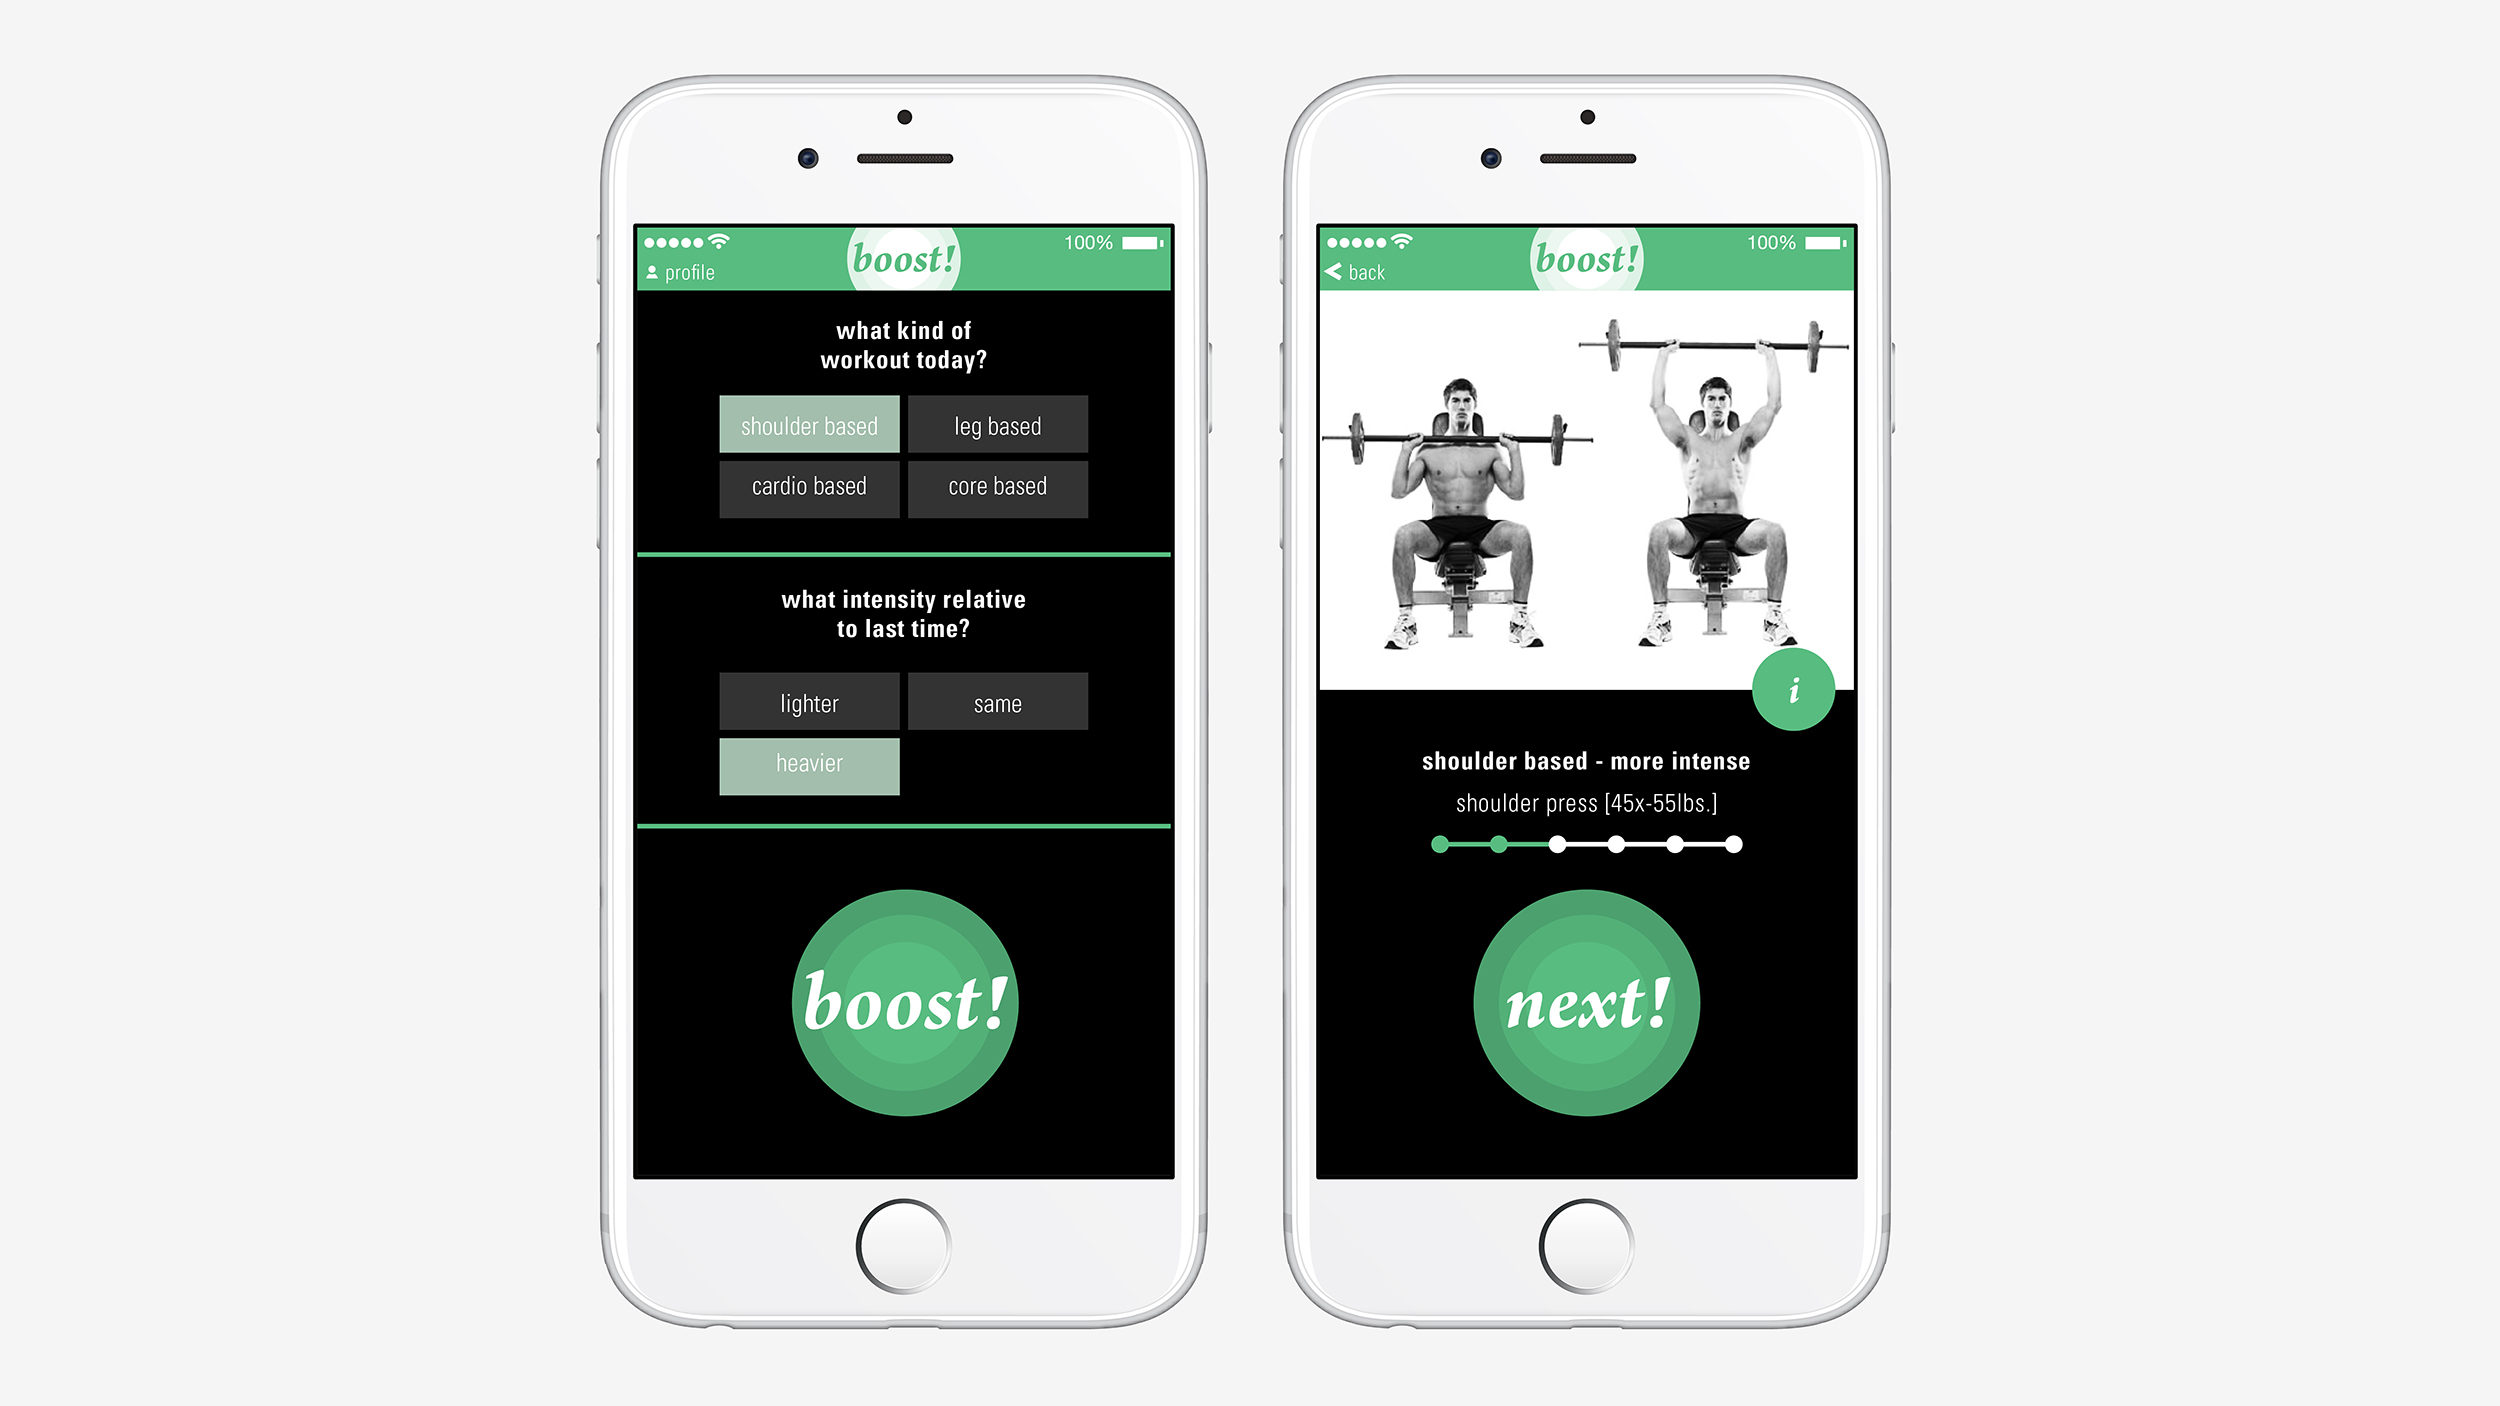 100%
boost!
profile
what kind of
workout today?
shoulder based
leg based
cardio based
core based
what intensity relative
to last time?
lighter
same
heavier
boost!
100%
boost!
back
i
shoulder based - more intense
shoulder press [45x-55lbs.]
next!